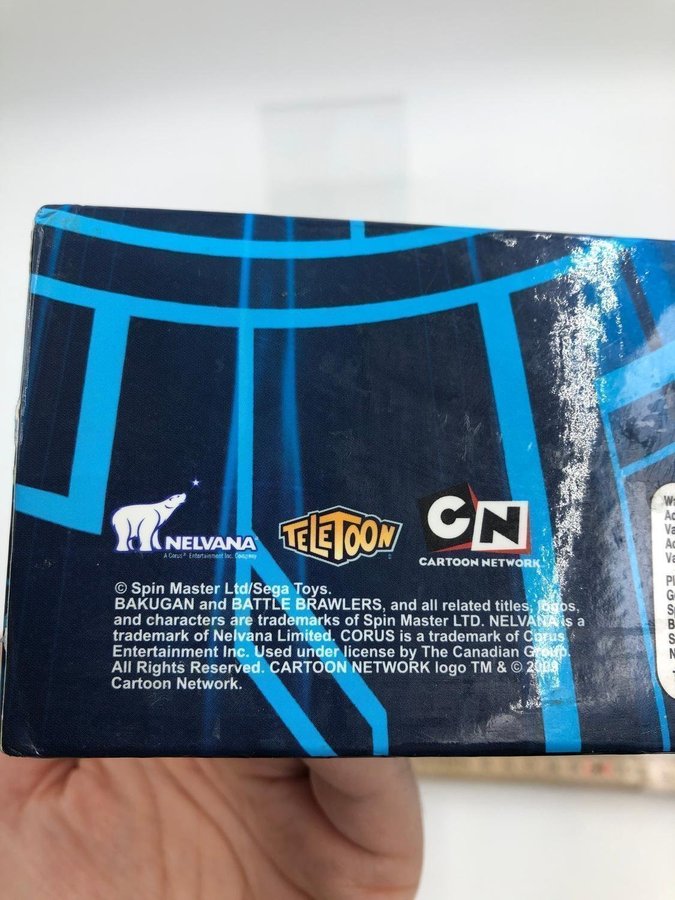 NELVANA
A Corus® Entertainment Inc. Company
TELETOON
CN
CARTOON NETWORK
© Spin Master Ltd/Sega Toys.
BAKUGAN and BATTLE BRAWLERS, and all related titles, logos,
and characters are trademarks of Spin Master LTD. NELVANA is a
trademark of Nelvana Limited. CORUS is a trademark of Corus
Entertainment Inc. Used under license by The Canadian Group.
All Rights Reserved. CARTOON NETWORK logo TM & ©
Cartoon Network.